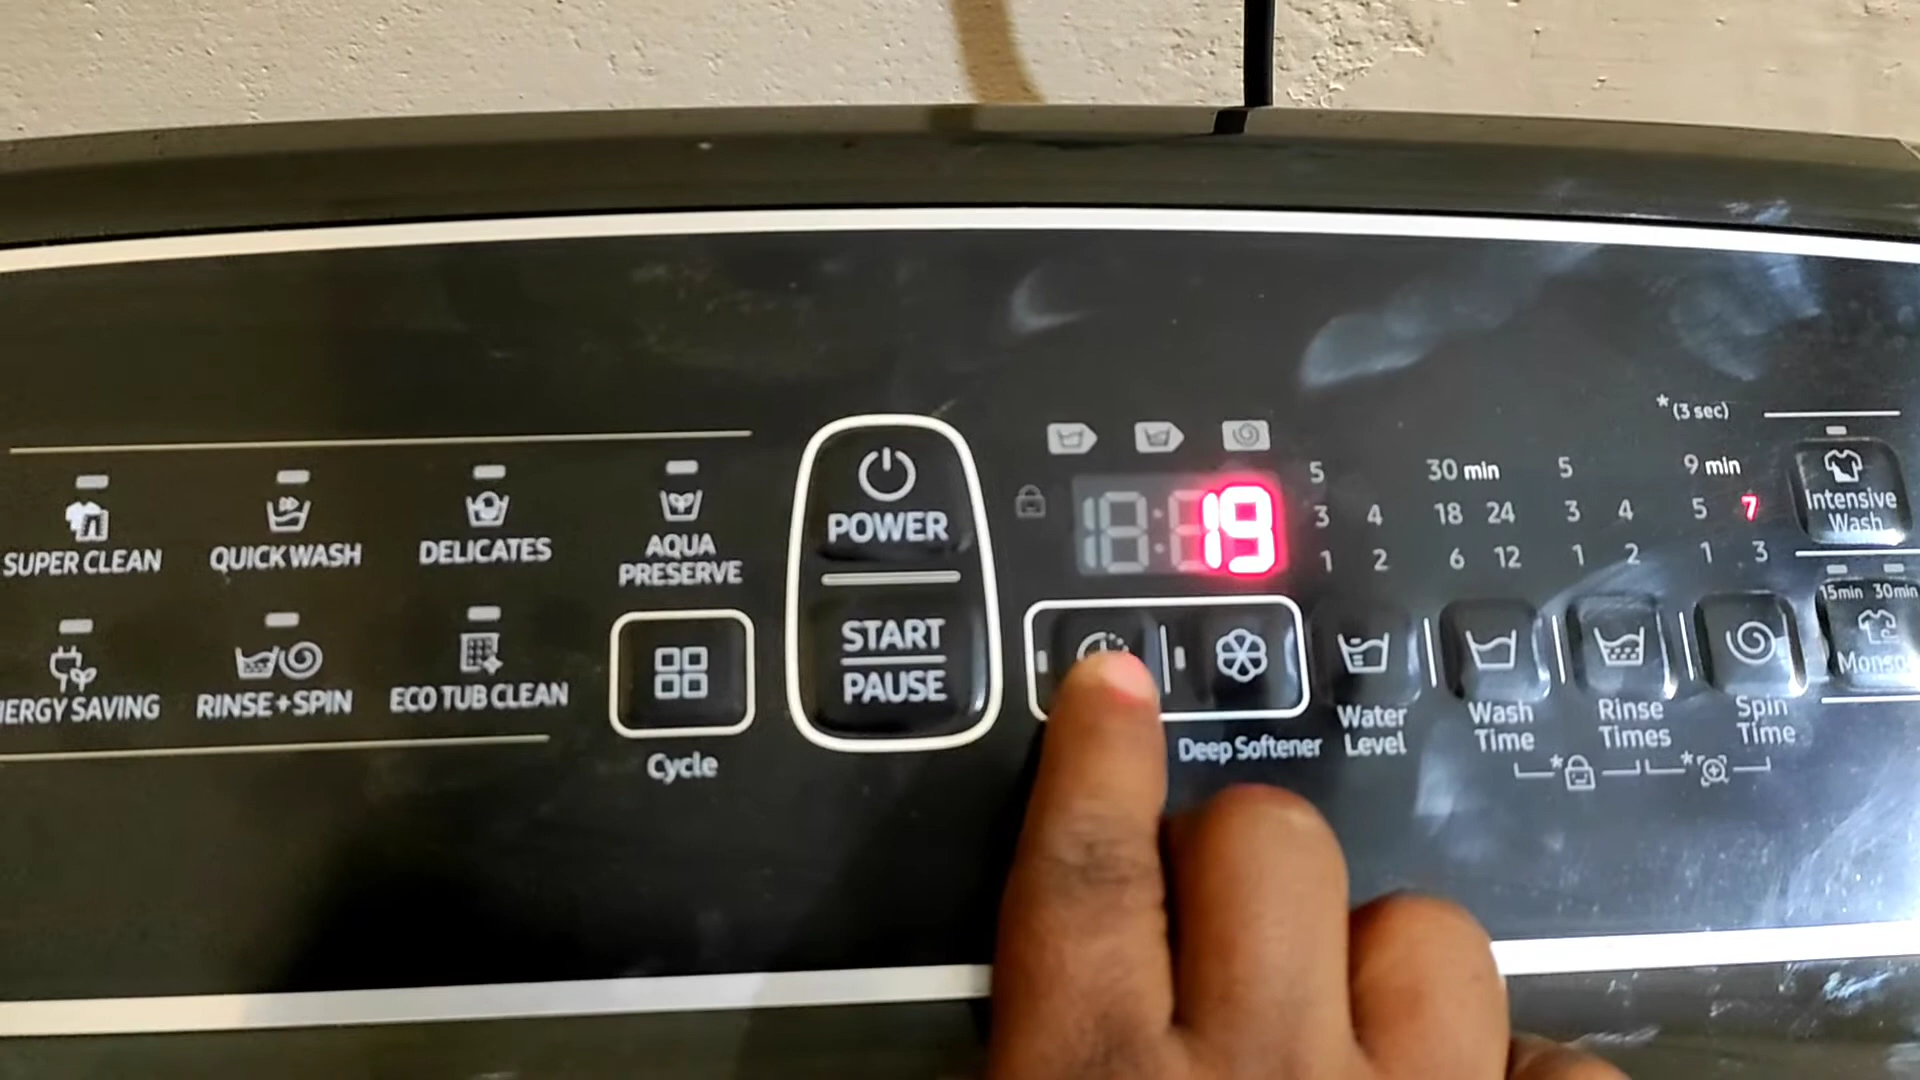 SUPER CLEAN
QUICK WASH
DELICATES
AQUA
PRESERVE
ERGY SAVING
RINSE+SPIN
ECO TUB CLEAN
Cycle
POWER
START
PAUSE
19
Deep Softener
5
3 4
1 2
Water
Level
30 min
18 24
6 12
Wash
Time
5
3 4
1 2
Rinse
Times
9 min
5 7
1 3
Spin
Time
*(3 sec)
Intensive
Wash
15min 30min
Monso